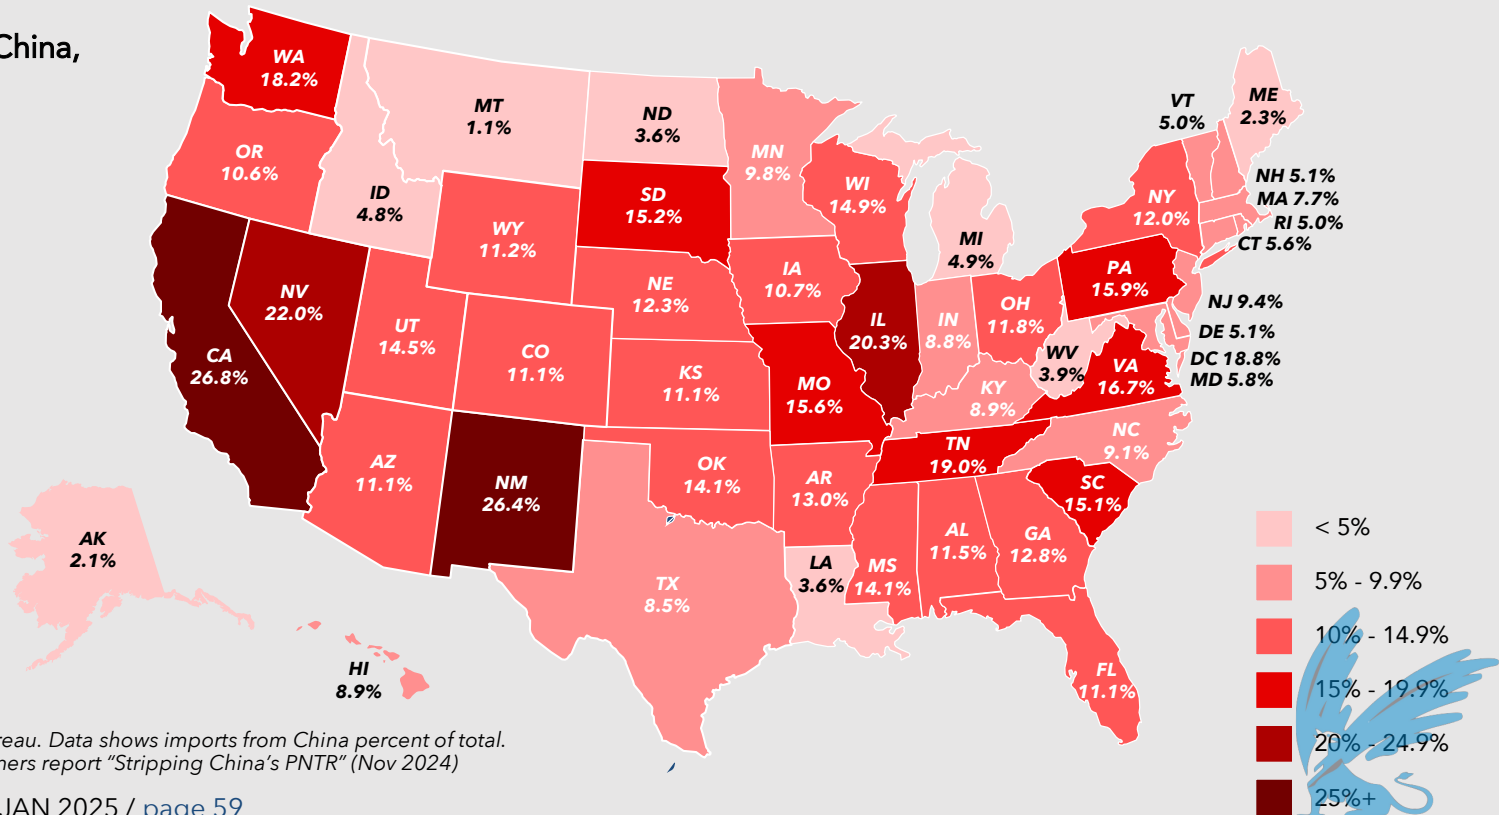 China,
WA
18.2%
MT
1.1%
ND
3.6%
MN
9.8%
VT
5.0%
ME
2.3%
OR
10.6%
ID
4.8%
SD
15.2%
WI
14.9%
NH 5.1%
MA 7.7%
RI 5.0%
CT 5.6%
NY
12.0%
WY
11.2%
MI
4.9%
IA
10.7%
NE
12.3%
PA
15.9%
NV
22.0%
UT
14.5%
IL
20.3%
IN
8.8%
OH
11.8%
NJ 9.4%
DE 5.1%
DC 18.8%
MD 5.8%
CA
26.8%
CO
11.1%
KS
11.1%
MO
15.6%
WV
3.9%
VA
16.7%
KY
8.9%
NC
9.1%
TN
19.0%
AZ
11.1%
NM
26.4%
OK
14.1%
AR
13.0%
SC
15.1%
AK
2.1%
TX
8.5%
LA
3.6%
MS
14.1%
AL
11.5%
GA
12.8%
HI
8.9%
FL
11.1%
< 5%
5% - 9.9%
10% - 14.9%
15% - 19.9%
20% - 24.9%
25%+
reau. Data shows imports from China percent of total.
ners report “Stripping China’s PNTR” (Nov 2024)
JAN 2025 / page 59